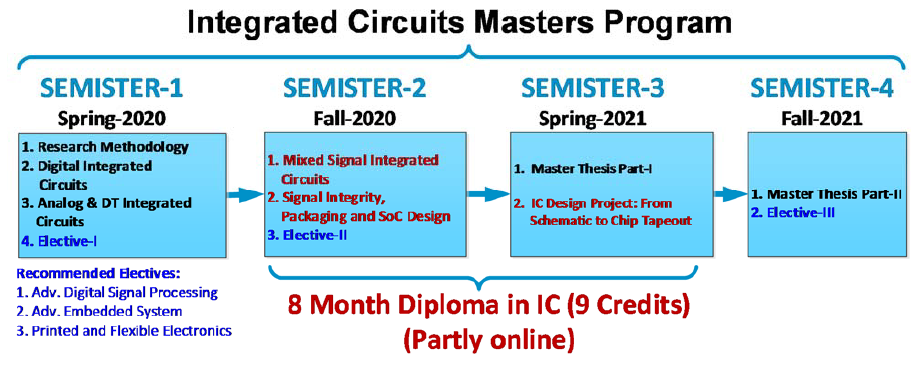 Integrated Circuits Masters Program
SEMISTER-1
Spring-2020
1. Research Methodology
2. Digital Integrated
Circuits
3. Analog & DT Integrated
Circuits
4. Elective-I
SEMISTER-2
Fall-2020
1. Mixed Signal Integrated
Circuits
2. Signal Integrity,
Packaging and SoC Design
3. Elective-II
SEMISTER-3
Spring-2021
1. Master Thesis Part-I
2. IC Design Project: From
Schematic to Chip Tapeout
SEMISTER-4
Fall-2021
1. Master Thesis Part-II
2. Elective-III
Recommended Electives:
1. Adv. Digital Signal Processing
2. Adv. Embedded System
3. Printed and Flexible Electronics
8 Month Diploma in IC (9 Credits)
(Partly online)